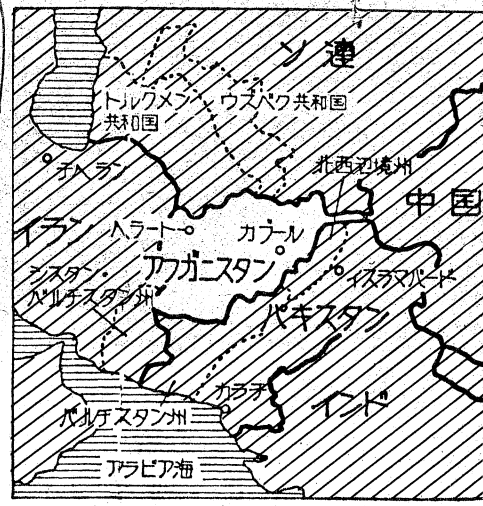 ソ連
トルクメン
共和国
ウズベク共和国
北西辺境州
テヘラン
中国
イラン
ヘラート
カブール
アフガニスタン
イスラマバード
シスタン・
ベルチスタン州
パキスタン
カラチ
インド
ベルチスタン州
アラビア海